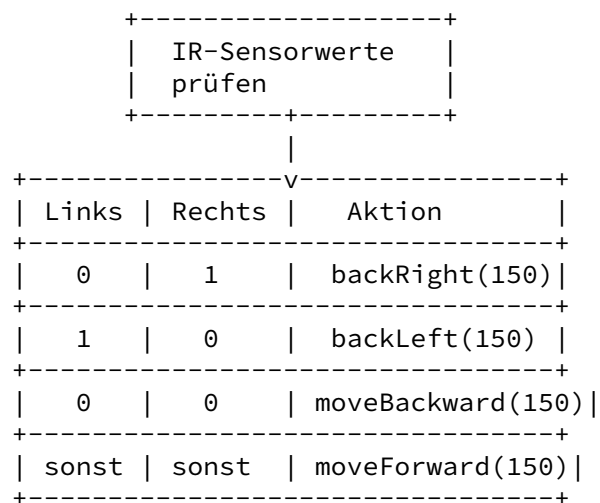 IR-Sensorwerte
prüfen
Links | Rechts | Aktion
0 | 1 | backRight(150)
1 | 0 | backLeft(150)
0 | 0 | moveBackward(150)
sonst | sonst | moveForward(150)